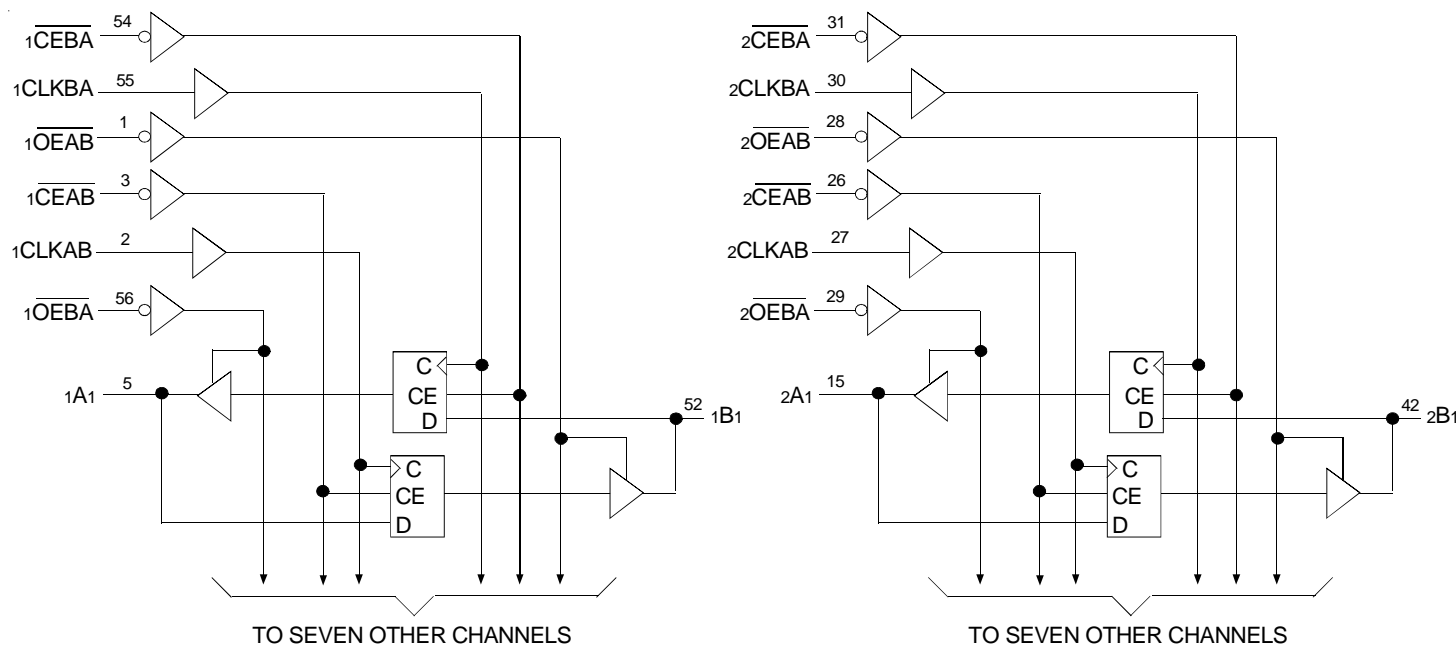 54
1CEBA
55
1CLKBA
1
1OEAB
3
1CEAB
2
1CLKAB
56
1OEBA
C
5
1A1
CE
D
52
1B1
C
CE
D
TO SEVEN OTHER CHANNELS
31
2CEBA
30
2CLKBA
28
2OEAB
26
2CEAB
27
2CLKAB
29
2OEBA
C
15
2A1
CE
D
42
2B1
C
CE
D
TO SEVEN OTHER CHANNELS